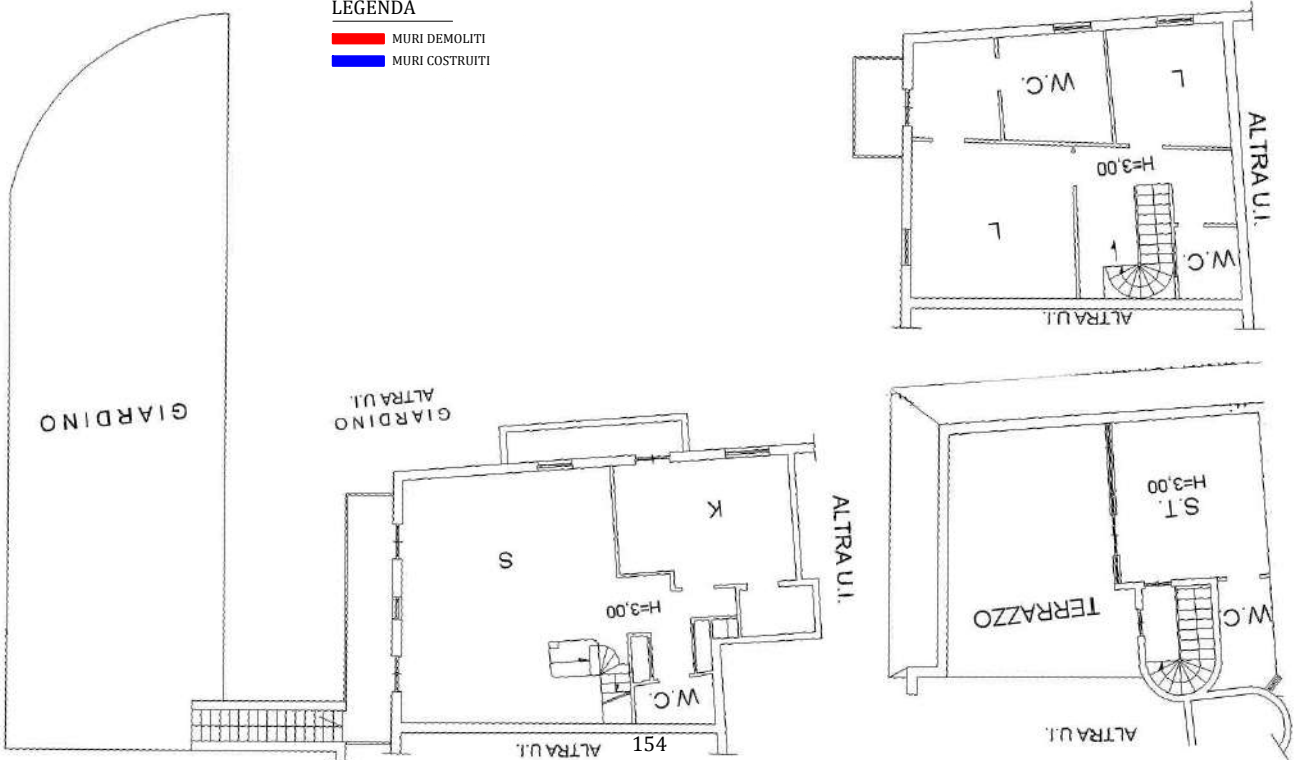 LEGENDA
MURI DEMOLITI
MURI COSTRUITI
W.C.
L
ALTRA U.I.
H=3,00
L
W.C.
ALTRA U.I.
GIARDINO
GIARDINO
ALTRA U.I.
S
K
ALTRA U.I.
H=3,00
W.C.
ALTRA U.I.
154
S.T.
H=3,00
TERRAZZO
W.C.
ALTRA U.I.